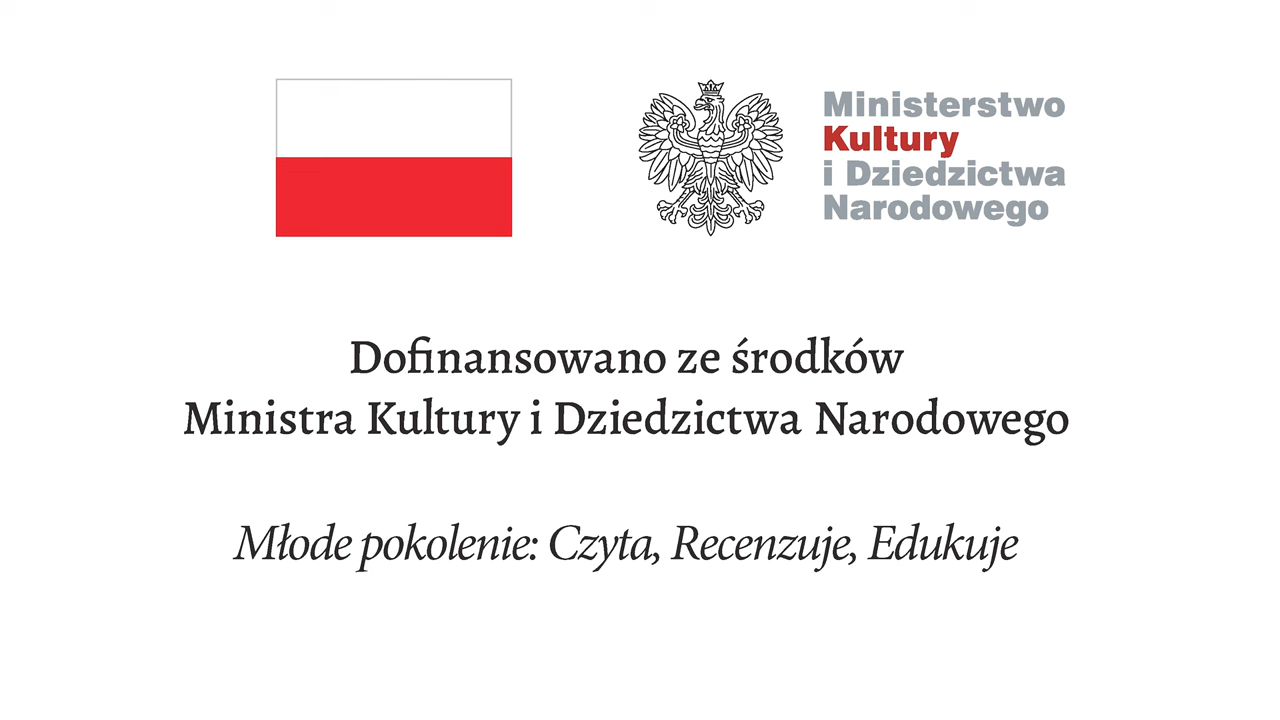 Ministerstwo
Kultury
i Dziedzictwa
Narodowego
Dofinansowano ze środków
Ministra Kultury i Dziedzictwa Narodowego
Młode pokolenie: Czyta, Recenzuje, Edukuje